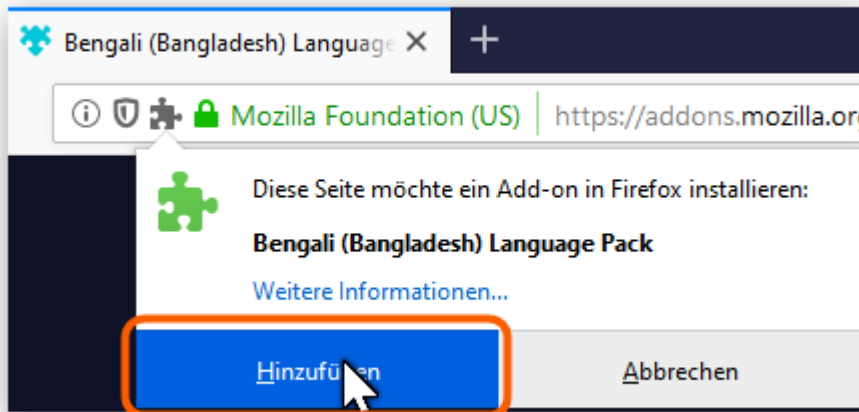 Bengali (Bangladesh) Language
Mozilla Foundation (US) https://addons.mozilla.org
Diese Seite möchte ein Add-on in Firefox installieren:
Bengali (Bangladesh) Language Pack
Weitere Informationen...
Hinzufügen Abbrechen